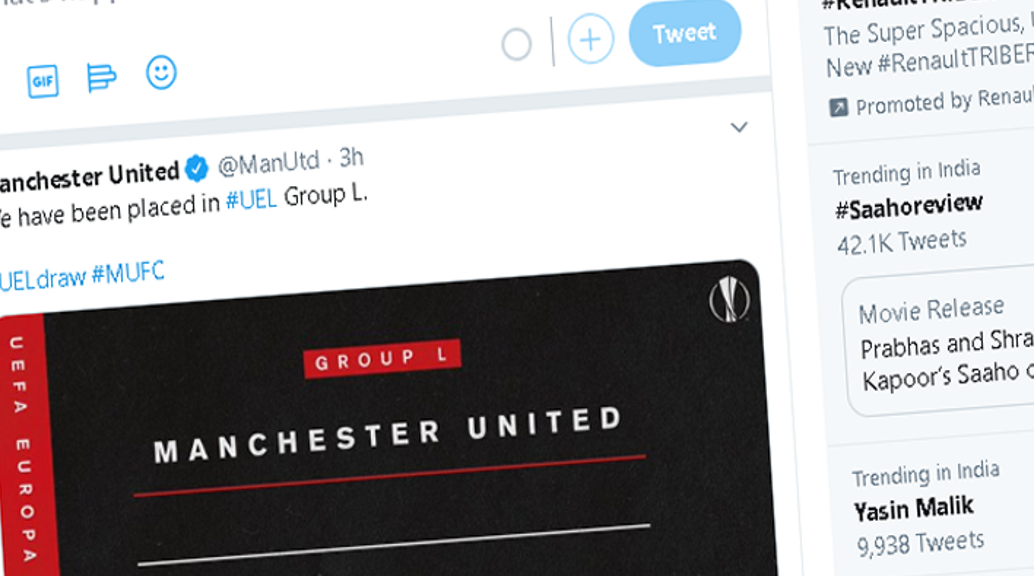 Tweet
GIF
anchester United @ManUtd · 3h
e have been placed in #UEL Group L.
UELdraw #MUFC
UEFA EUROPA
GROUP L
MANCHESTER UNITED
The Super Spacious,
New #RenaultTRIBER
Promoted by Renau
Trending in India
#Saahoreview
42.1K Tweets
Movie Release
Prabhas and Shra
Kapoor's Saaho
Trending in India
Yasin Malik
9,938 Tweets